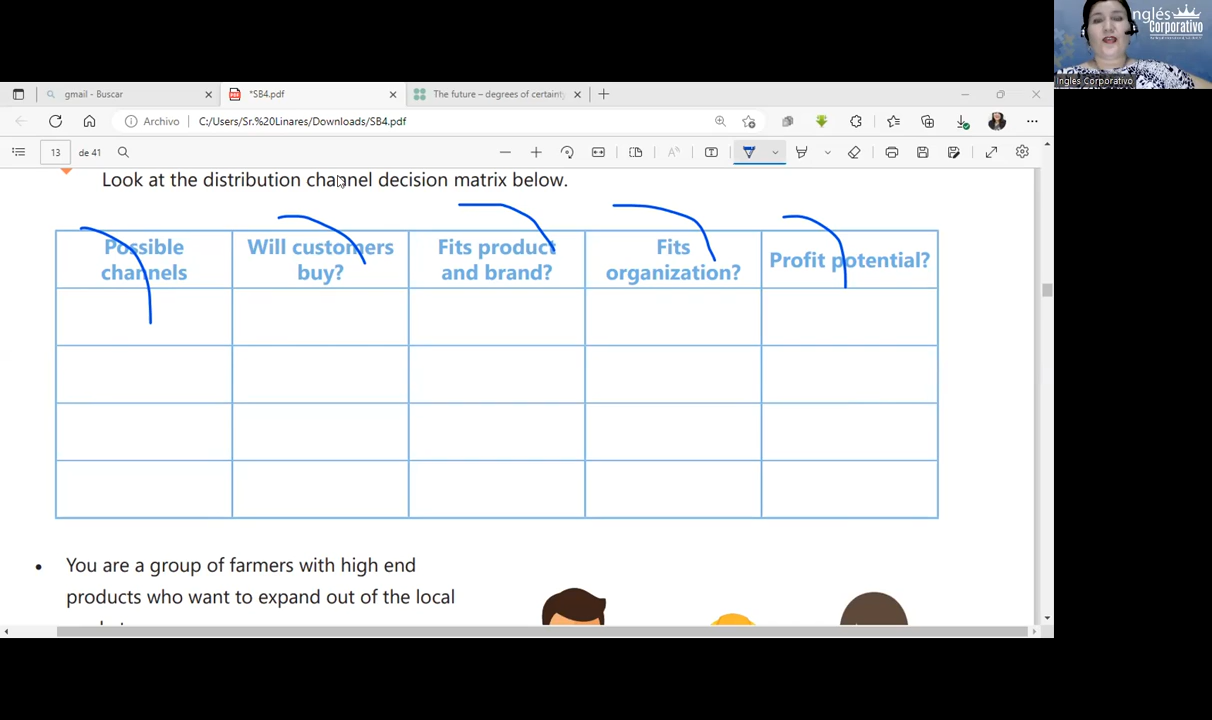 gmail - Buscar
*SB4.pdf
The future – degrees of certaint
Archivo
C:/Users/Sr.%20Linares/Downloads/SB4.pdf
13
de 41
Look at the distribution channel decision matrix below.
Possible channels
Will customers buy?
Fits product and brand?
Fits organization?
Profit potential?
You are a group of farmers with high end
products who want to expand out of the local
Inglés
Corporativo
Inglés Corporativo